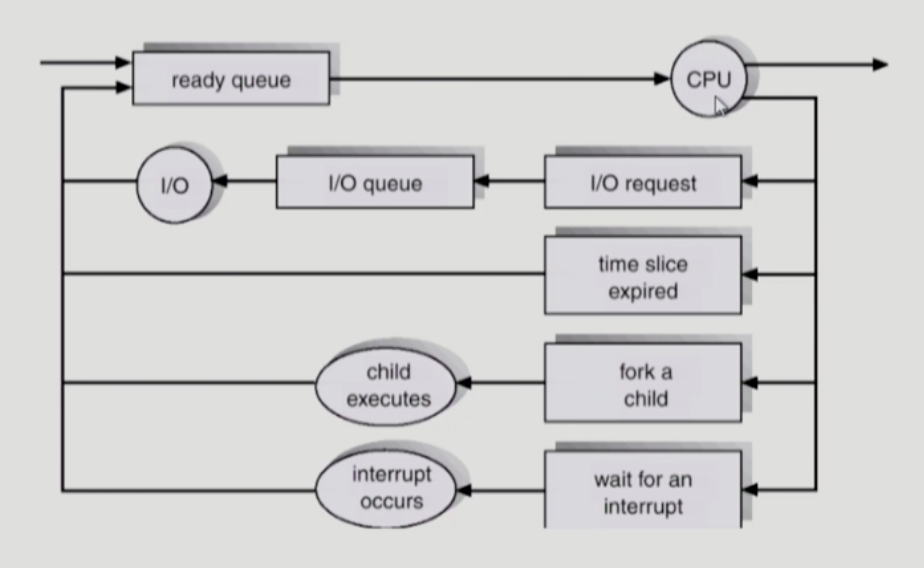 ready queue
CPU
I/O
I/O queue
I/O request
time slice
expired
child
executes
fork a
child
interrupt
occurs
wait for an
interrupt